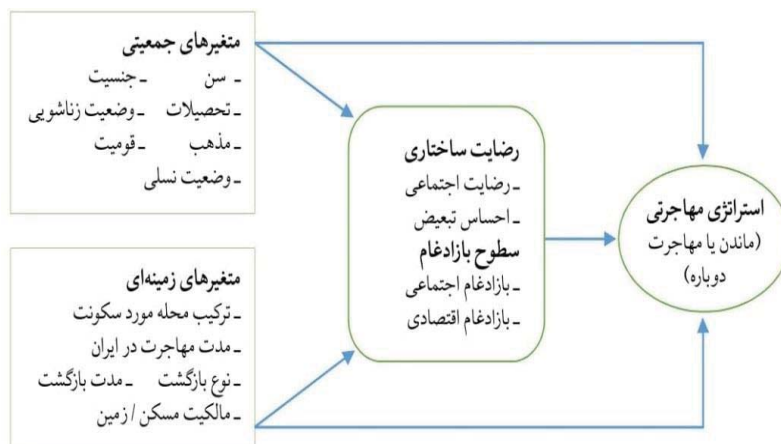 متغیرهای جمعیتی
ـ سن ـ جنسیت
ـ تحصیلات ـ وضعیت زناشویی
ـ مذهب ـ قومیت
ـ وضعیت نسلی
متغیرهای زمینه‌ای
ـ ترکیب محله مورد سکونت
ـ مدت مهاجرت در ایران
ـ نوع بازگشت ـ مدت بازگشت
ـ مالکیت مسکن / زمین
رضایت ساختاری
ـ رضایت اجتماعی
ـ احساس تبعیض
سطوح بازادغام
ـ بازادغام اجتماعی
ـ بازادغام اقتصادی
استراتژی مهاجرتی
(ماندن یا مهاجرت
دوباره)